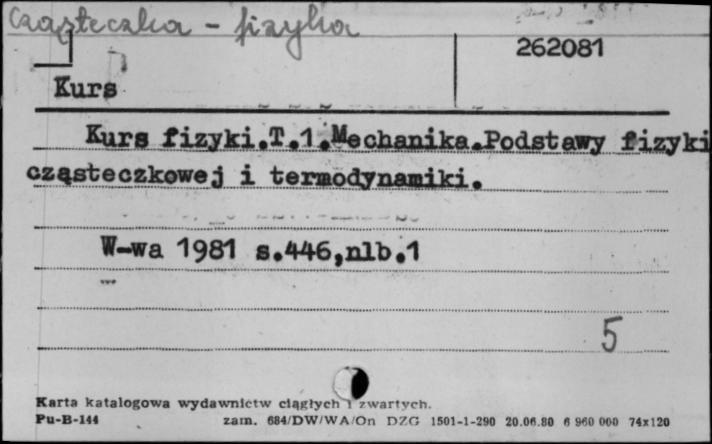 Cząsteczka - fizyka
262081
Kurs
Kurs fizyki.T.1.Mechanika.Podstawy fizyki
cząsteczkowej i termodynamiki.
W-wa 1981 s.446,nlb.1
5
Karta katalogowa wydawnictw ciągłych i zwartych.
Pu-B-144 zam. 684/DW/WA/On DZG 1501-1-290 20.06.80 6 960 000 74x120